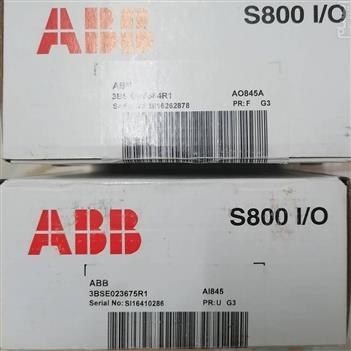 ABB
S800 I/O
ABB
AO845A
PR:F G3
ABB
S800 I/O
ABB
3BSE023675R1
AI845
Serial No: SI16410286
PR:U G3